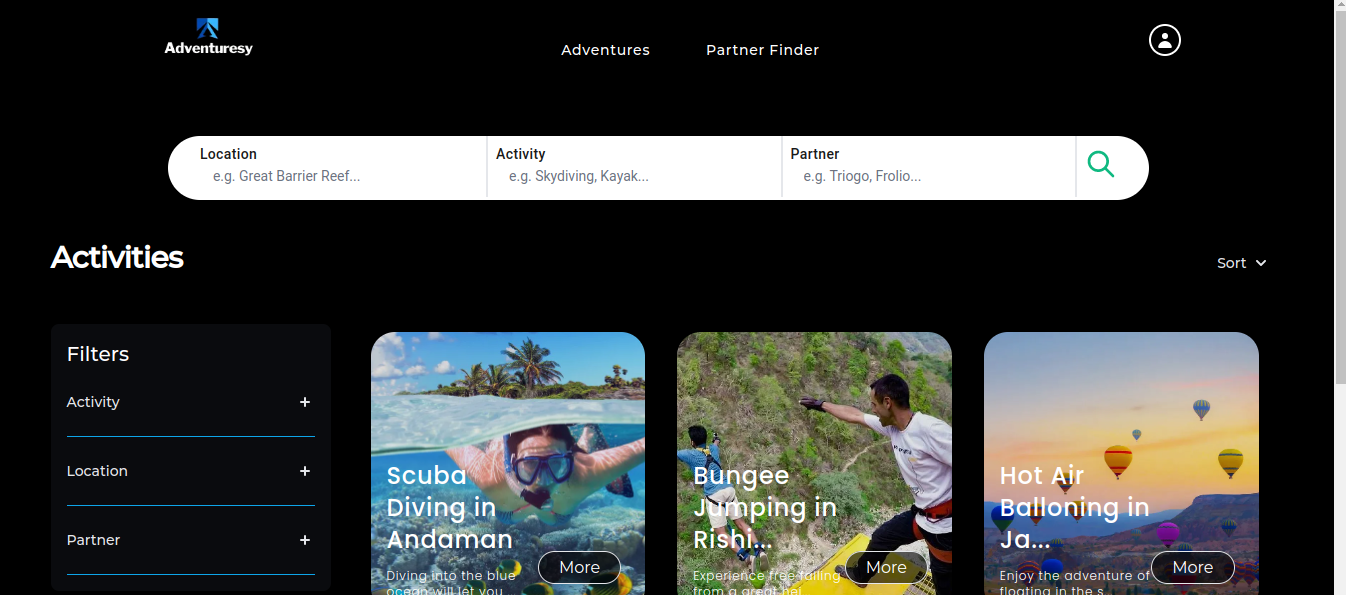 Adventuresy
Adventures
Partner Finder
Location
e.g. Great Barrier Reef...
Activity
e.g. Skydiving, Kayak...
Partner
e.g. Triogo, Frolio...
Activities
Sort
Filters
Activity +
Location +
Partner +
Scuba
Diving in
Andaman
Diving into the blue
ocean will let you
More
Bungee
Jumping in
Rishi...
Experience free falling
from a great hei
More
Hot Air
Balloning in
Ja...
Enjoy the adventure of
floating in the s
More